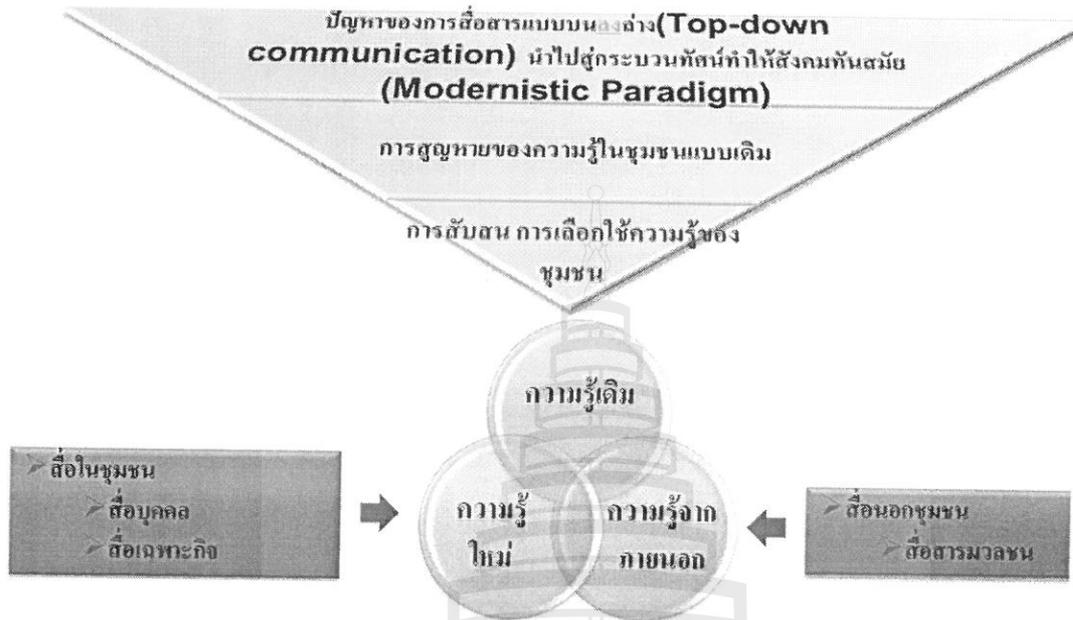 ปัญหาของการสื่อสารแบบบนลงล่าง(Top-down
communication) นำไปสู่กระบวนทัศน์ทำให้สังคมทันสมัย
(Modernistic Paradigm)
การสูญหายของความรู้ในชุมชนแบบเดิม
การสับสน การเลือกใช้ความรู้ของ
ชุมชน
ความรู้เดิม
สื่อในชุมชน
สื่อบุคคล
สื่อเฉพาะกิจ
ความรู้
ใหม่
ความรู้จาก
ภายนอก
สื่อนอกชุมชน
สื่อสารมวลชน